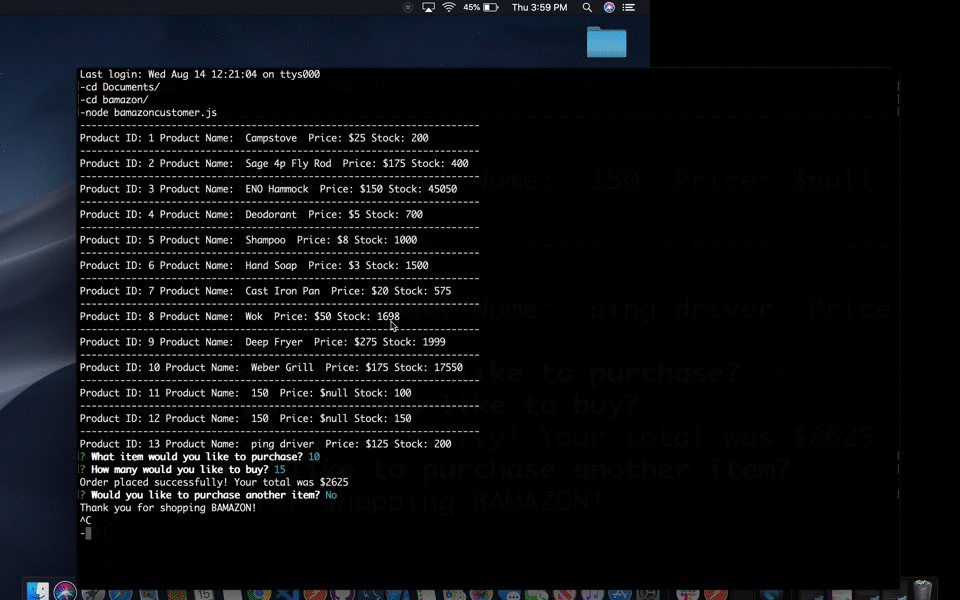 45% Thu 3:59 PM
Last login: Wed Aug 14 12:21:04 on ttys000
-cd Documents/
-cd bamazon/
-node bamazoncustomer.js
--------------------------------------------------------------------
Product ID: 1 Product Name:  Campstove  Price: $25 Stock: 200
--------------------------------------------------------------------
Product ID: 2 Product Name:  Sage 4p Fly Rod  Price: $175 Stock: 400
--------------------------------------------------------------------
Product ID: 3 Product Name:  ENO Hammock  Price: $150 Stock: 45050
--------------------------------------------------------------------
Product ID: 4 Product Name:  Deodorant  Price: $5 Stock: 700
--------------------------------------------------------------------
Product ID: 5 Product Name:  Shampoo  Price: $8 Stock: 1000
--------------------------------------------------------------------
Product ID: 6 Product Name:  Hand Soap  Price: $3 Stock: 1500
--------------------------------------------------------------------
Product ID: 7 Product Name:  Cast Iron Pan  Price: $20 Stock: 575
--------------------------------------------------------------------
Product ID: 8 Product Name:  Wok  Price: $50 Stock: 1698
--------------------------------------------------------------------
Product ID: 9 Product Name:  Deep Fryer  Price: $275 Stock: 1999
--------------------------------------------------------------------
Product ID: 10 Product Name:  Weber Grill  Price: $175 Stock: 17550
--------------------------------------------------------------------
Product ID: 11 Product Name:  150  Price: $null Stock: 100
--------------------------------------------------------------------
Product ID: 12 Product Name:  150  Price: $null Stock: 150
--------------------------------------------------------------------
Product ID: 13 Product Name:  ping driver  Price: $125 Stock: 200
? What item would you like to purchase? 10
? How many would you like to buy? 15
Order placed successfully! Your total was $2625
? Would you like to purchase another item? No
Thank you for shopping BAMAZON!
^C
-